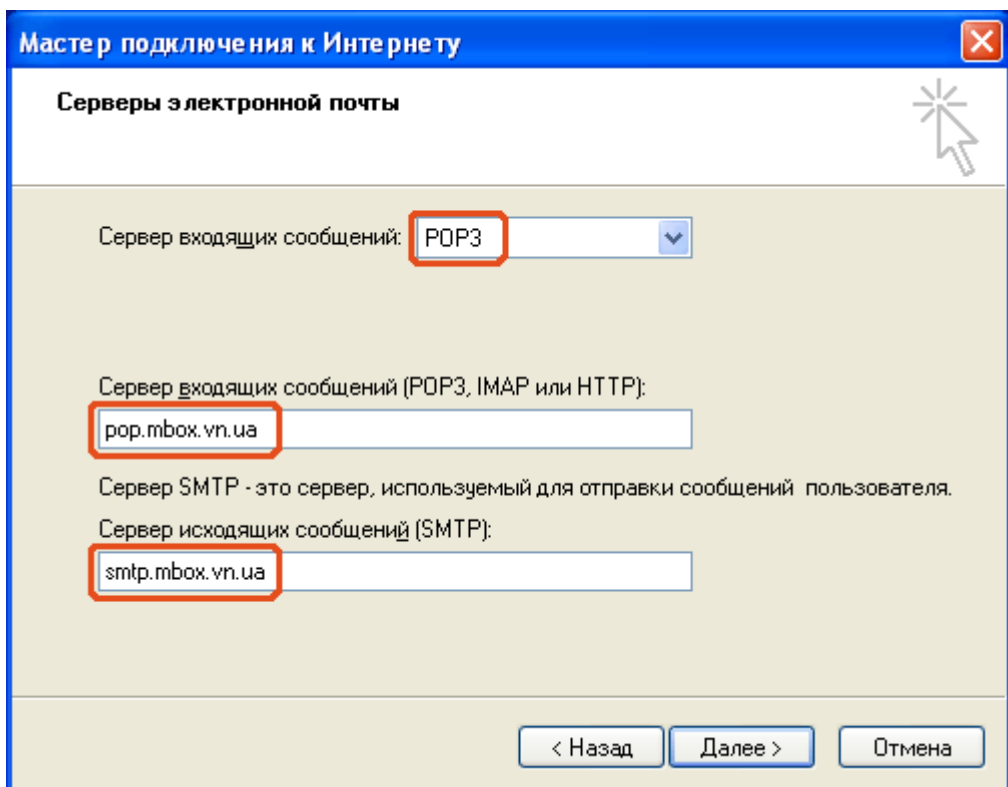 Мастер подключения к Интернету
Серверы электронной почты
Сервер входящих сообщений: POP3
Сервер входящих сообщений (POP3, IMAP или HTTP):
pop.mbox.vn.ua
Сервер SMTP - это сервер, используемый для отправки сообщений пользователя.
Сервер исходящих сообщений (SMTP):
smtp.mbox.vn.ua
< Назад Далее > Отмена